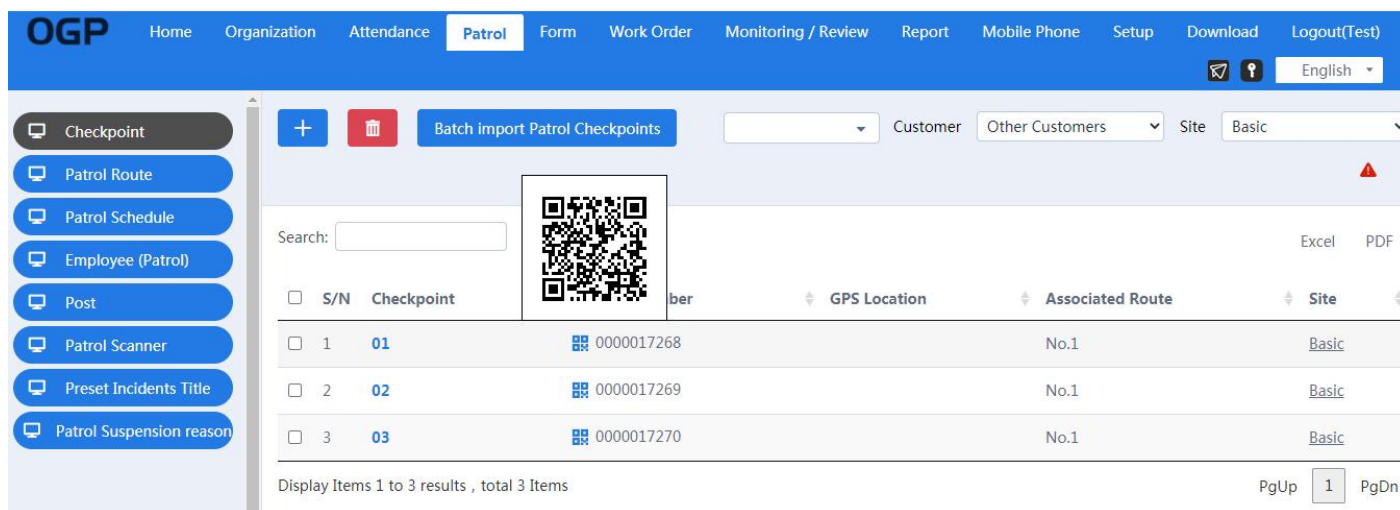 OGP Home Organization Attendance Patrol Form Work Order Monitoring / Review Report Mobile Phone Setup Download Logout(Test)
English
Checkpoint
Patrol Route
Patrol Schedule
Employee (Patrol)
Post
Patrol Scanner
Preset Incidents Title
Patrol Suspension reason
Batch import Patrol Checkpoints Customer Other Customers Site Basic
Search: Excel PDF
S/N Checkpoint ber GPS Location Associated Route Site
1 01 0000017268 No.1 Basic
2 02 0000017269 No.1 Basic
3 03 0000017270 No.1 Basic
Display Items 1 to 3 results , total 3 Items PgUp 1 PgDn